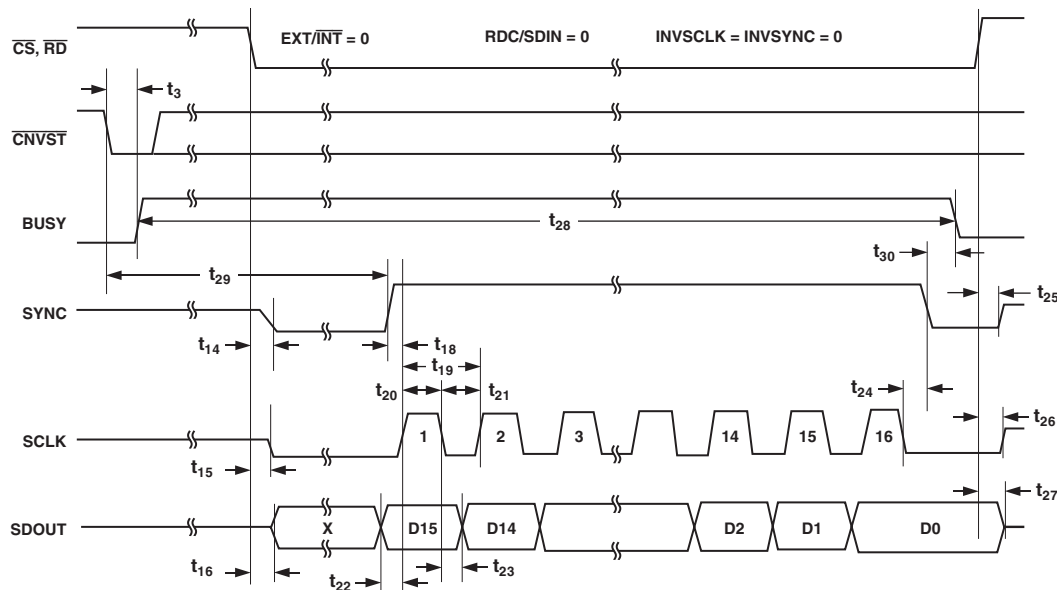 EXT/INT = 0 RDC/SDIN = 0 INVSCLK = INVSYNC = 0
CS, RD
t3
CNVST
BUSY
t28
t30
t29
t25
SYNC
t14
t18
t19
t20
t21
t24
t26
SCLK
1 2 3 14 15 16
t15
t27
SDOUT
X D15 D14 D2 D1 D0
t16
t22
t23